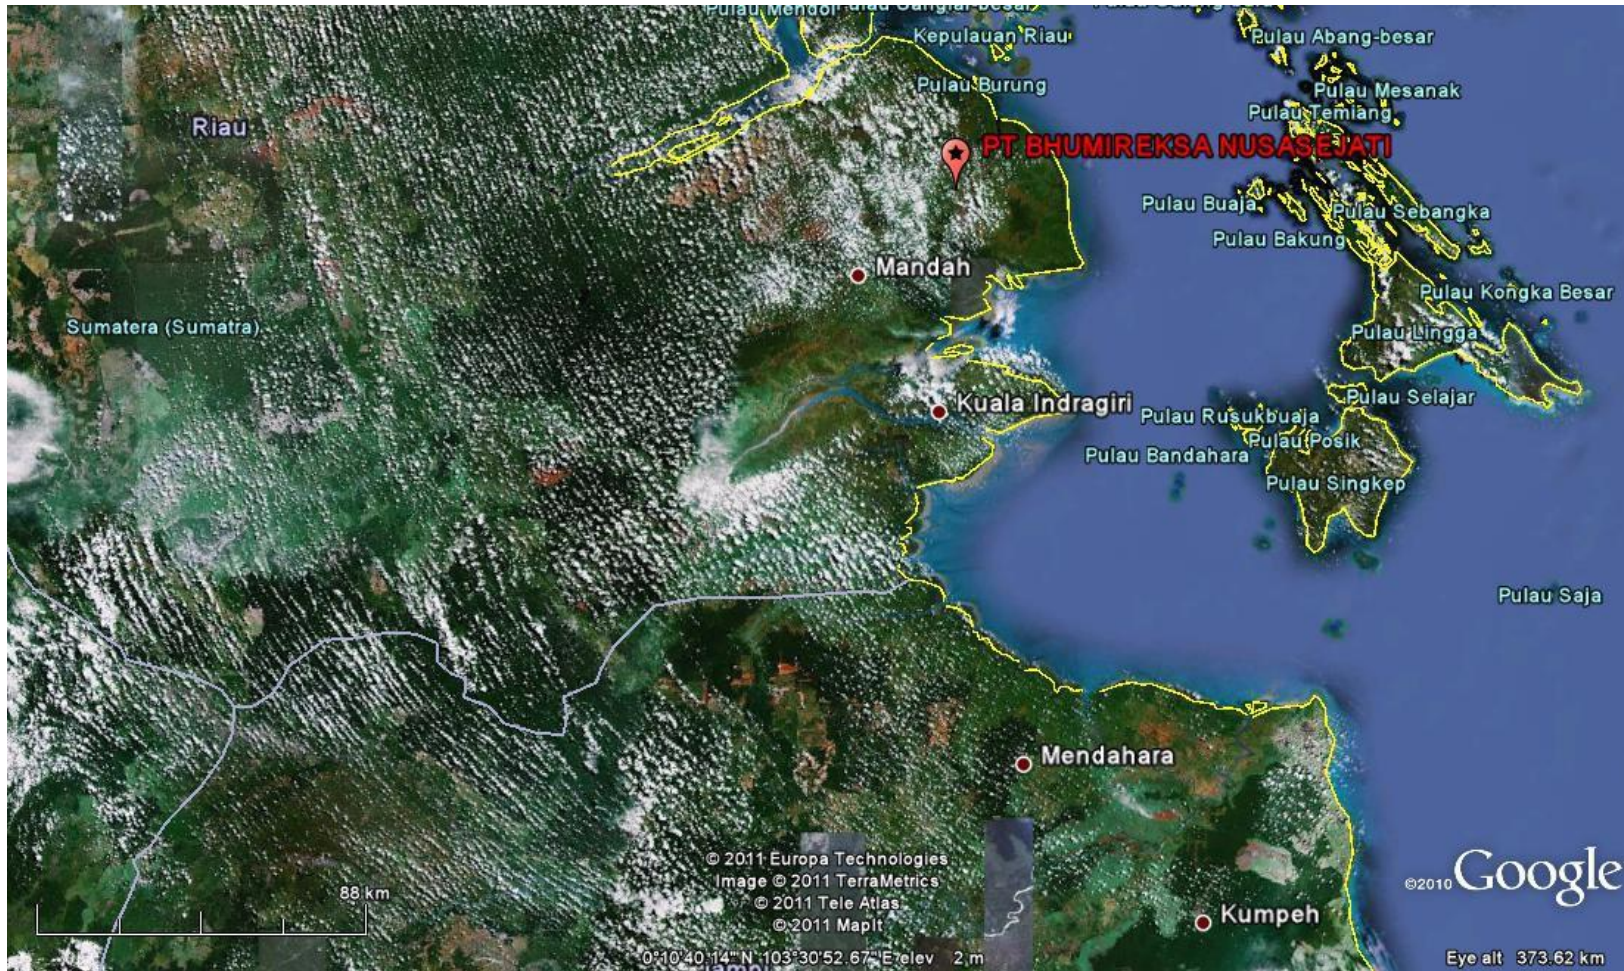 Pulau Mendol
Kepulauan Riau
Pulau Abang-besar
Pulau Burung
Pulau Mesanak
Pulau Temiang
Riau
PT BHUMIREKSA NUSASEJATI
Pulau Buaja
Pulau Sebangka
Pulau Bakung
Mandah
Pulau Kongka Besar
Sumatera (Sumatra)
Pulau Lingga
Kuala Indragiri
Pulau Selajar
Pulau Rusukbuaja
Pulau Posik
Pulau Bandahara
Pulau Singkep
Pulau Saja
Mendahara
© 2011 Europa Technologies
Image © 2011 TerraMetrics
© 2011 Tele Atlas
© 2011 MapIt
88 km
©2010 Google
Kumpeh
0°10'40.14" N 103°30'52.67" E elev 2 m
Eye alt 373.62 km